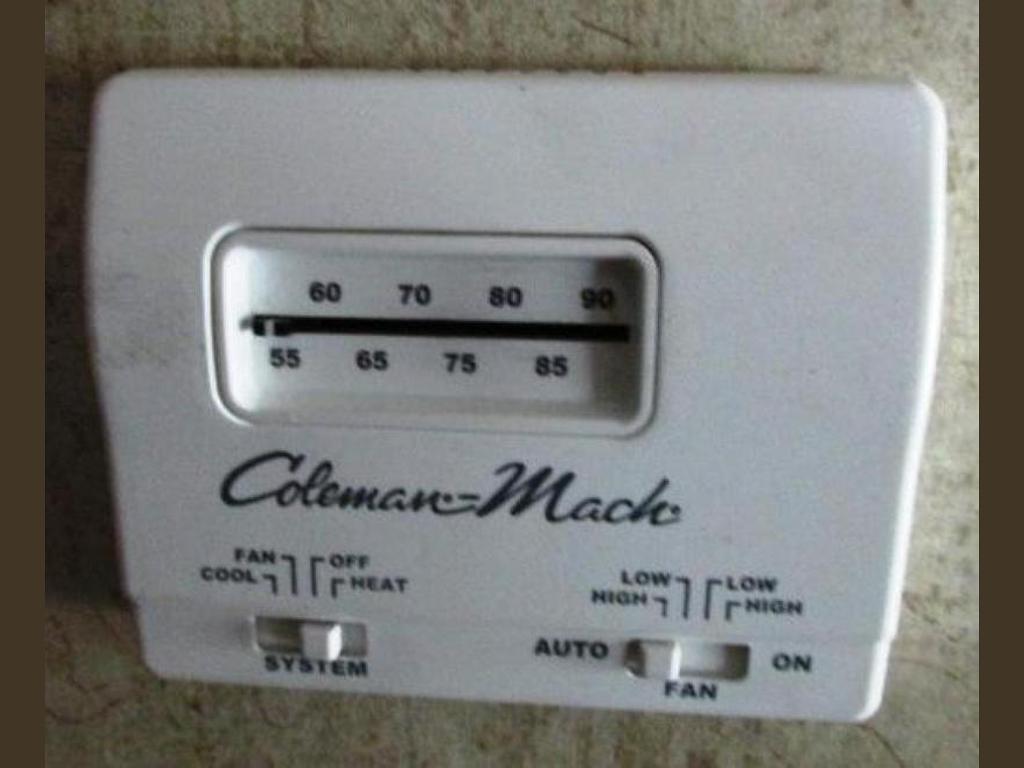 60 70 80 90
55 65 75 85
Coleman-Mach
FAN OFF
COOL HEAT
LOW LOW
HIGH HIGH
AUTO ON
SYSTEM
FAN